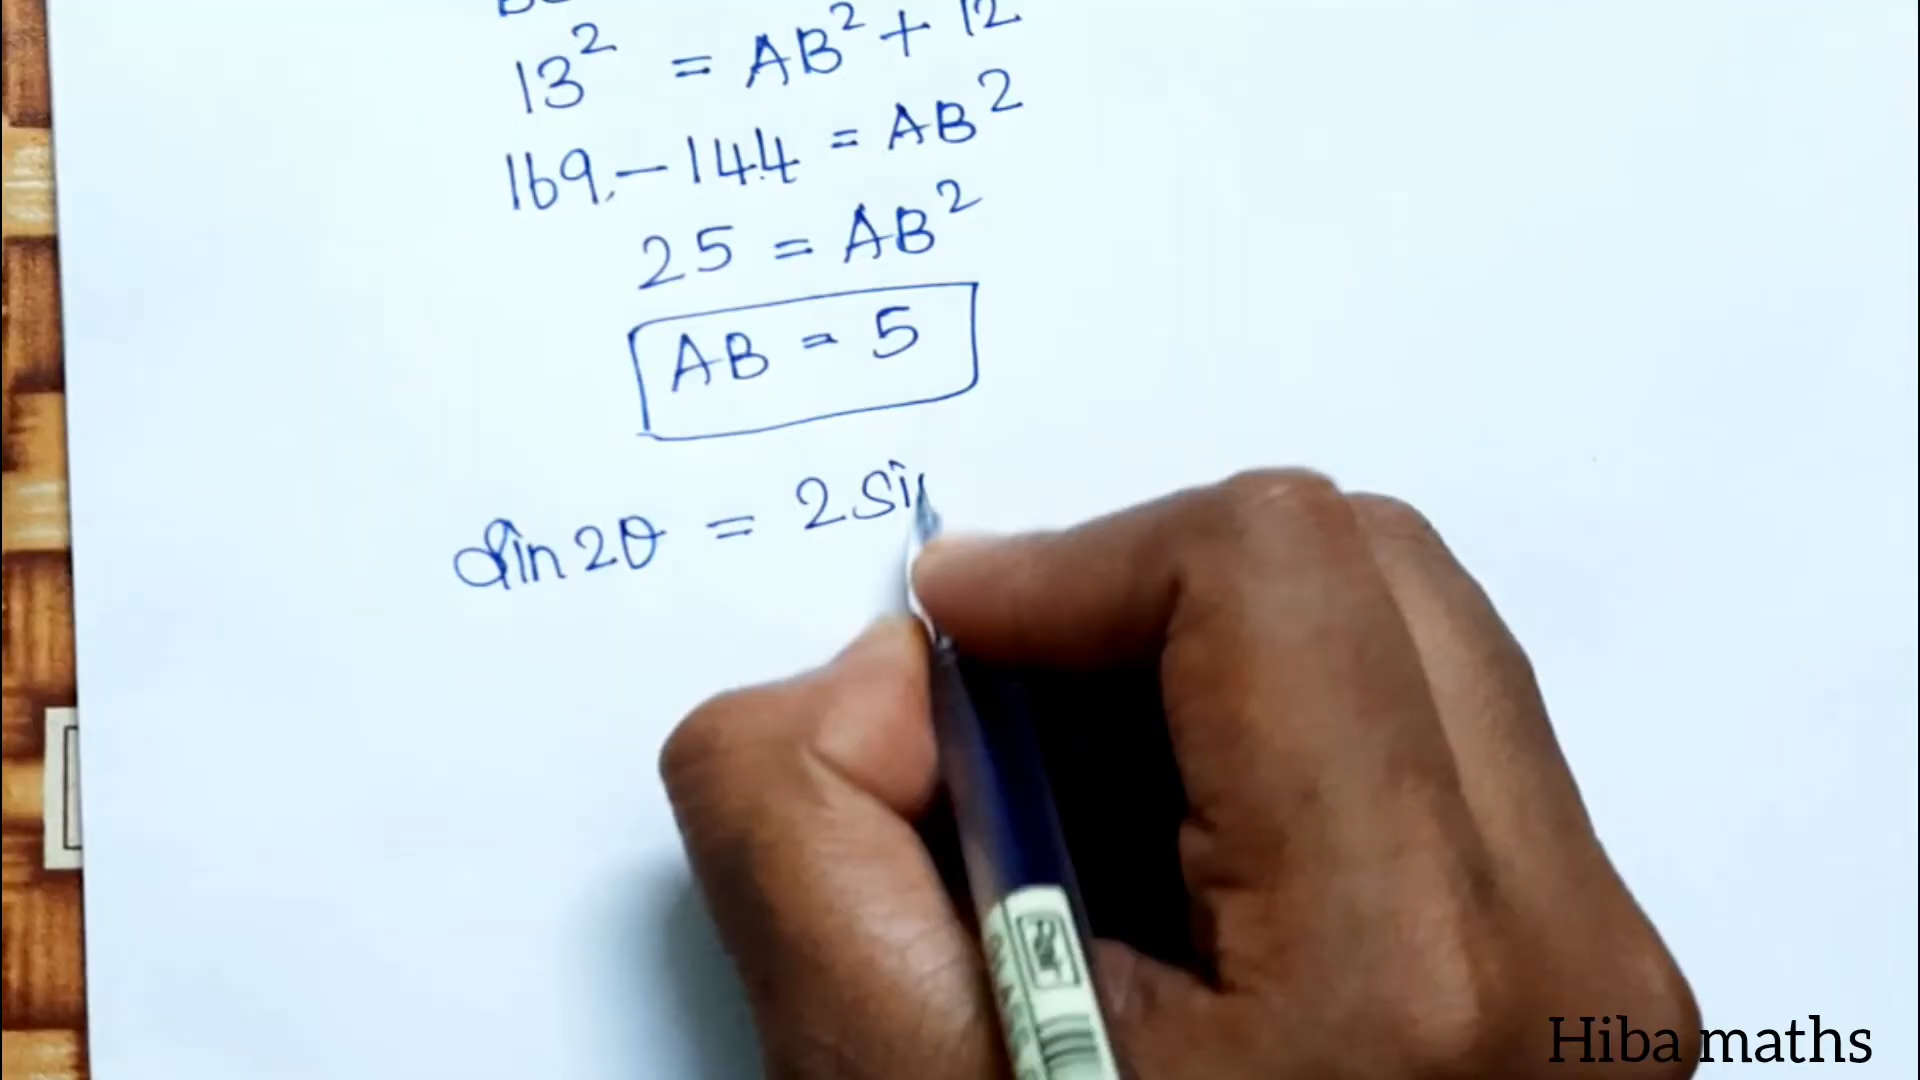 13² = AB² + 12
169 - 144 = AB²
25 = AB²
AB = 5
Sin 2θ = 2 Si
Hiba maths